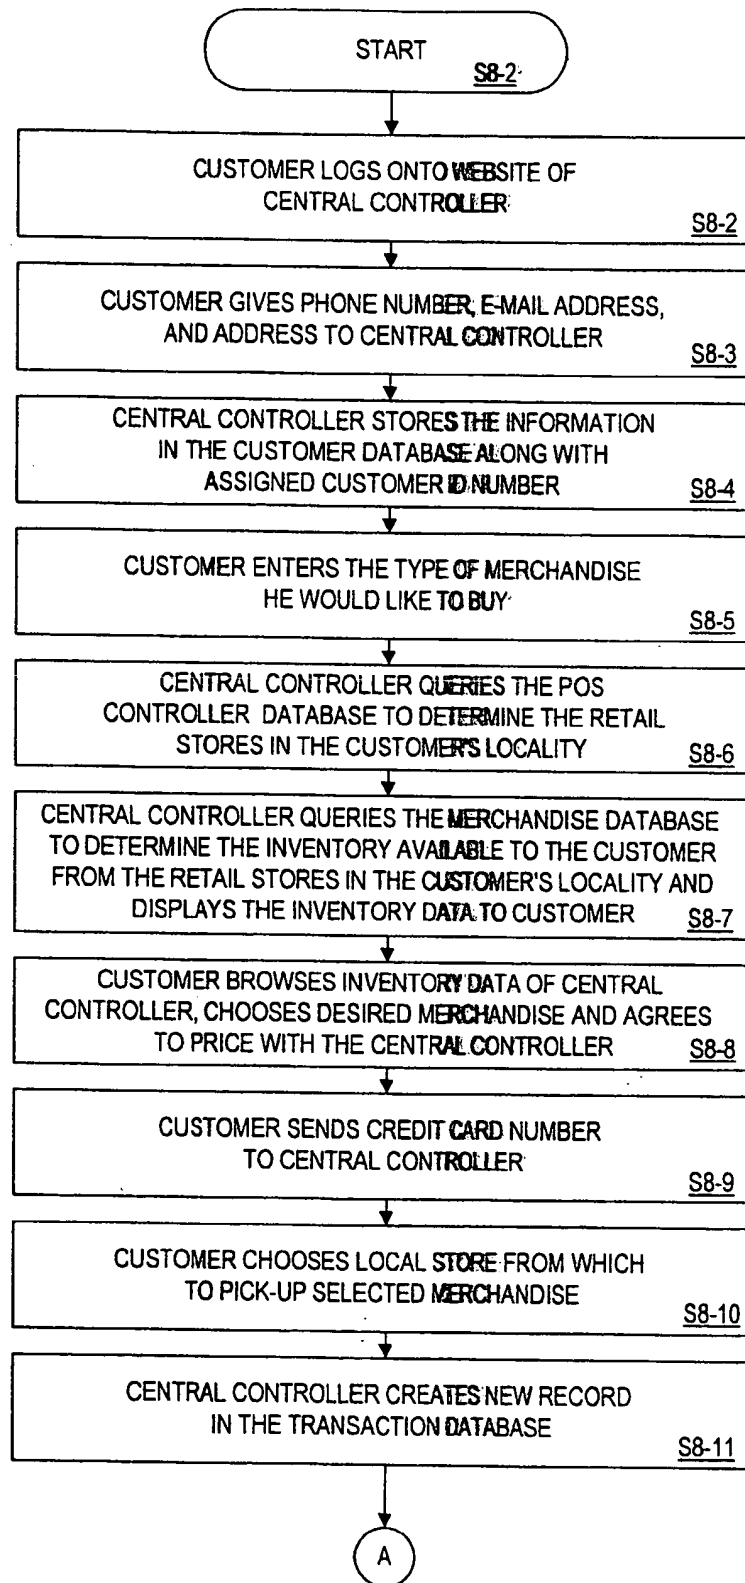 START
S8-2
CUSTOMER LOGS ONTO WEBSITE OF
CENTRAL CONTROLLER
S8-2
CUSTOMER GIVES PHONE NUMBER, E-MAIL ADDRESS,
AND ADDRESS TO CENTRAL CONTROLLER
S8-3
CENTRAL CONTROLLER STORES THE INFORMATION
IN THE CUSTOMER DATABASE ALONG WITH
ASSIGNED CUSTOMER ID NUMBER
S8-4
CUSTOMER ENTERS THE TYPE OF MERCHANDISE
HE WOULD LIKE TO BUY
S8-5
CENTRAL CONTROLLER QUERIES THE POS
CONTROLLER DATABASE TO DETERMINE THE RETAIL
STORES IN THE CUSTOMER'S LOCALITY
S8-6
CENTRAL CONTROLLER QUERIES THE MERCHANDISE DATABASE
TO DETERMINE THE INVENTORY AVAILABLE TO THE CUSTOMER
FROM THE RETAIL STORES IN THE CUSTOMER'S LOCALITY AND
DISPLAYS THE INVENTORY DATA TO CUSTOMER
S8-7
CUSTOMER BROWSES INVENTORY DATA OF CENTRAL
CONTROLLER, CHOOSES DESIRED MERCHANDISE AND AGREES
TO PRICE WITH THE CENTRAL CONTROLLER
S8-8
CUSTOMER SENDS CREDIT CARD NUMBER
TO CENTRAL CONTROLLER
S8-9
CUSTOMER CHOOSES LOCAL STORE FROM WHICH
TO PICK-UP SELECTED MERCHANDISE
S8-10
CENTRAL CONTROLLER CREATES NEW RECORD
IN THE TRANSACTION DATABASE
S8-11
A